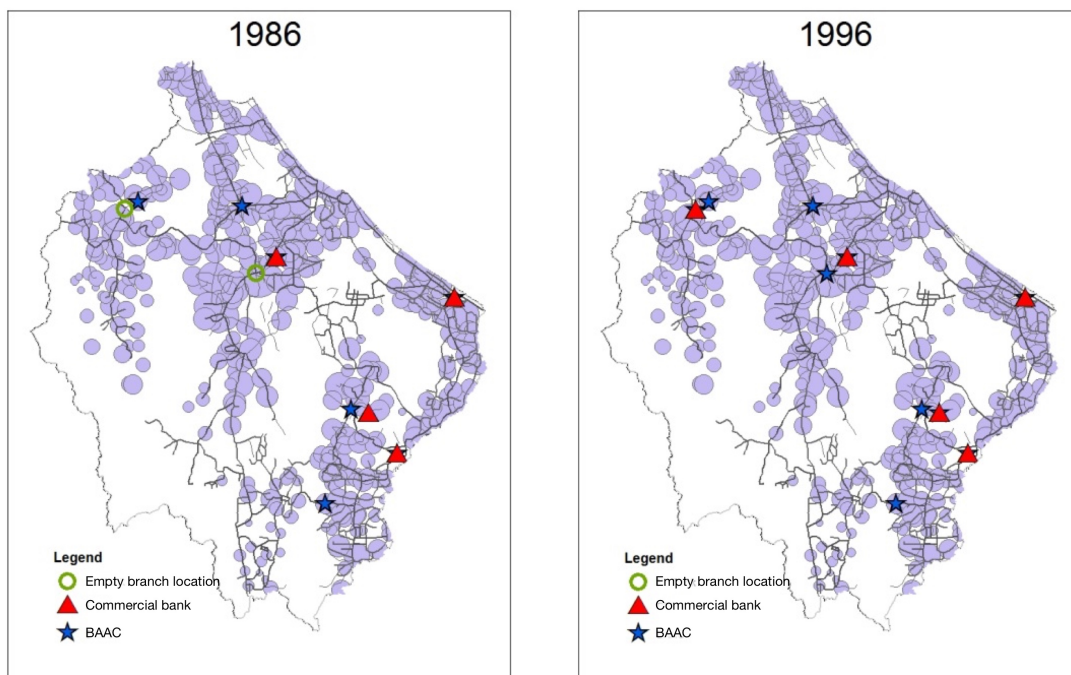 1986
Legend
Empty branch location
Commercial bank
BAAC
1996
Legend
Empty branch location
Commercial bank
BAAC